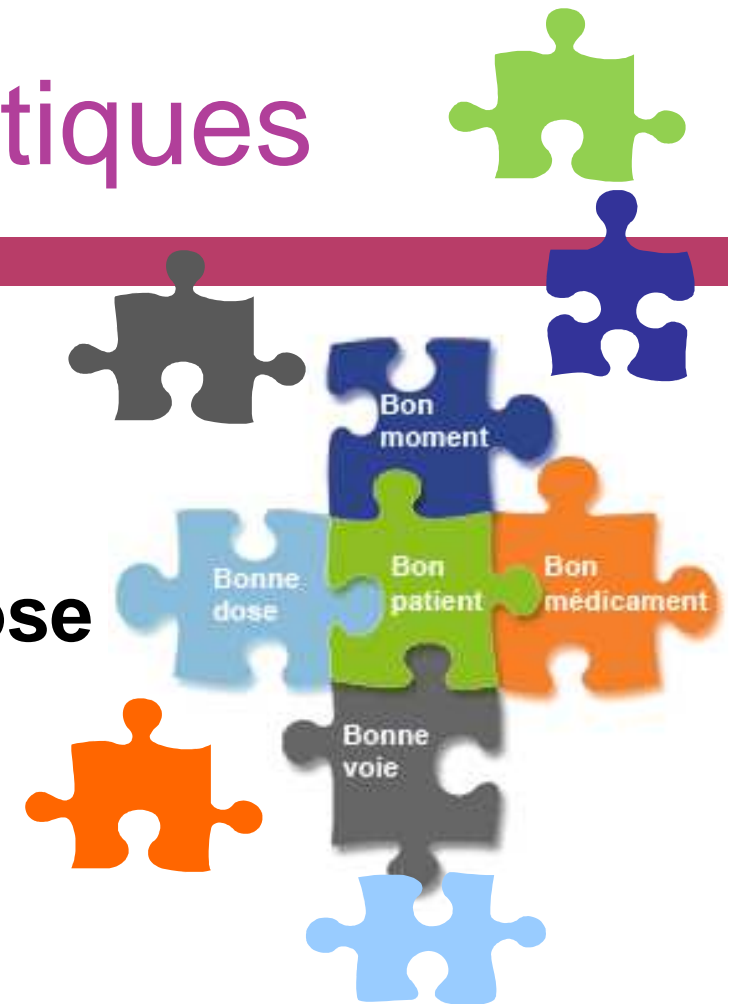 tiques
Bon
moment
Bonne
dose
Bon
patient
Bon
médicament
ose
Bonne
voie